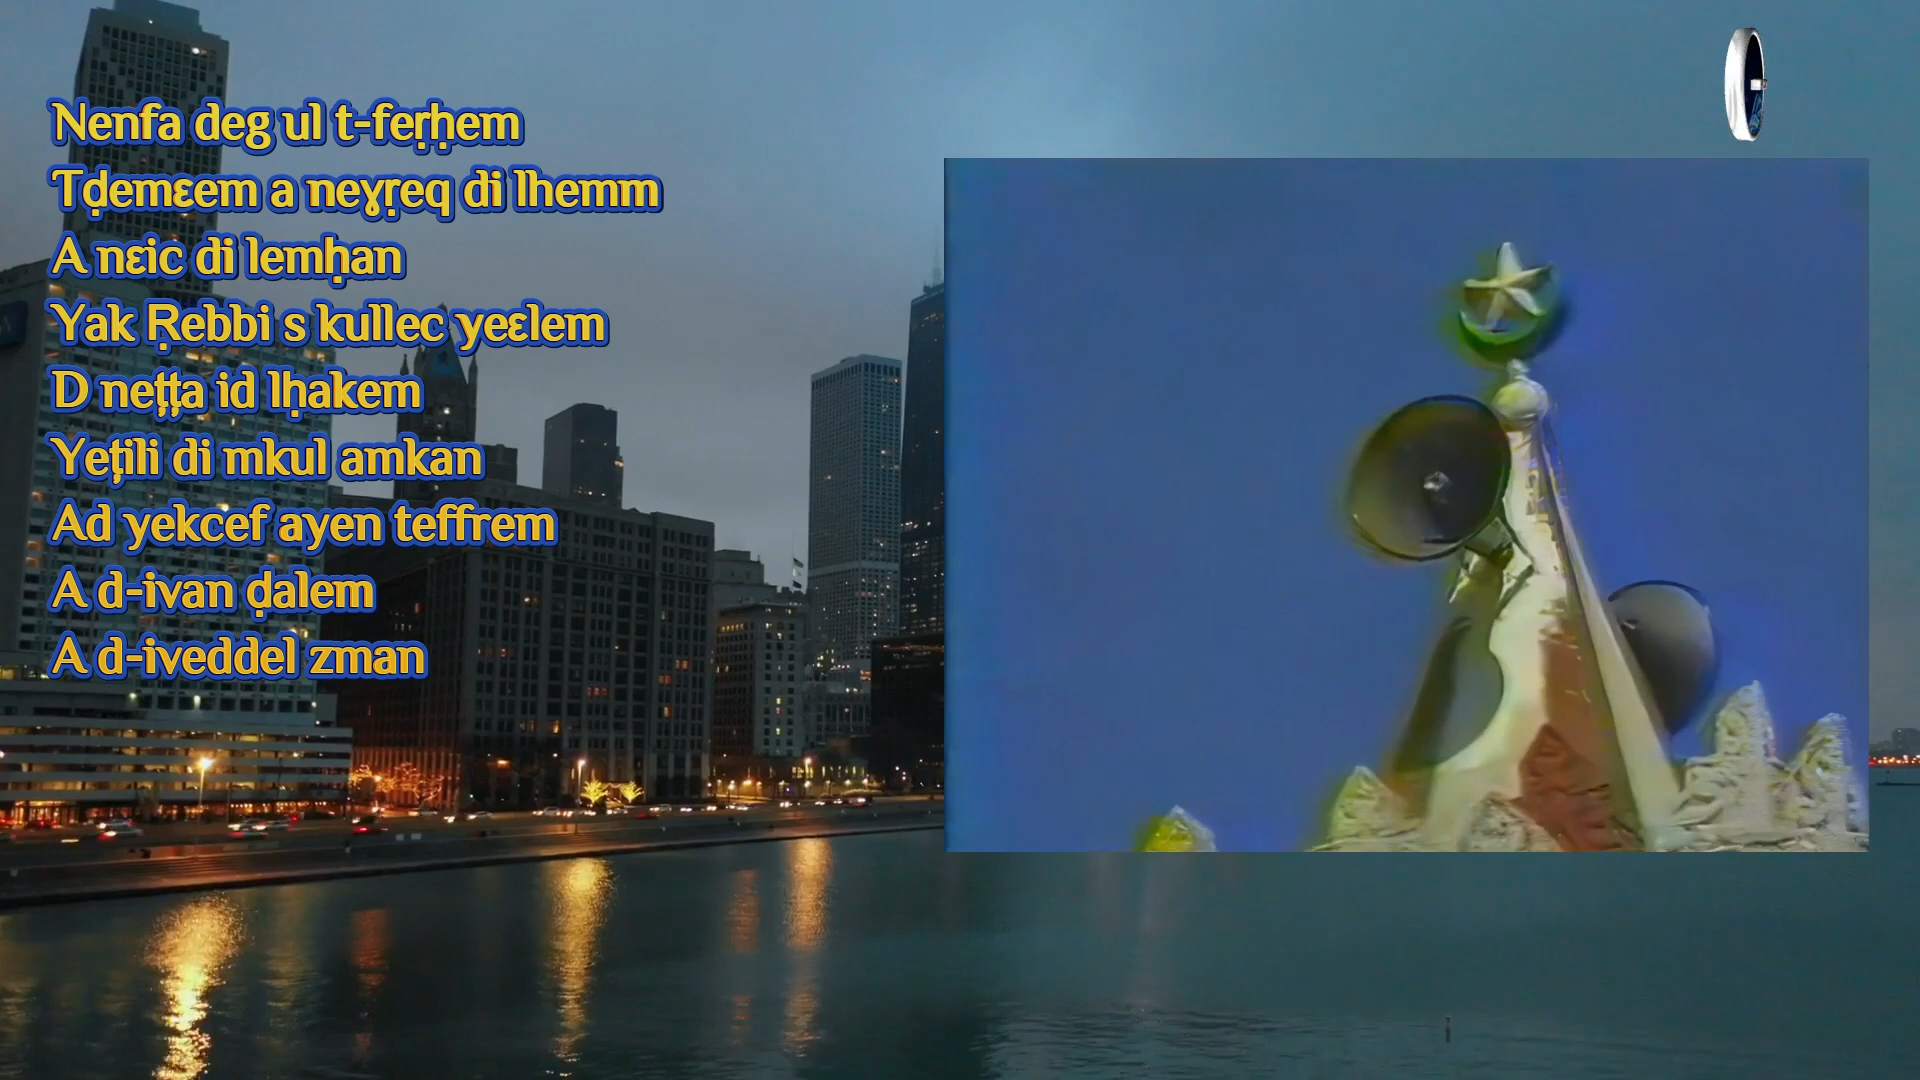 Nenfa deg ul t-feṛḥem
Tḍemɛem a neɣṛeq di lhemm
A nɛic di lemḥan
Yak Ṛebbi s kullec yeɛlem
D neţţa id lḥakem
Yeţili di mkul amkan
Ad yekcef ayen teffrem
A d-ivan ḍalem
A d-iveddel zman